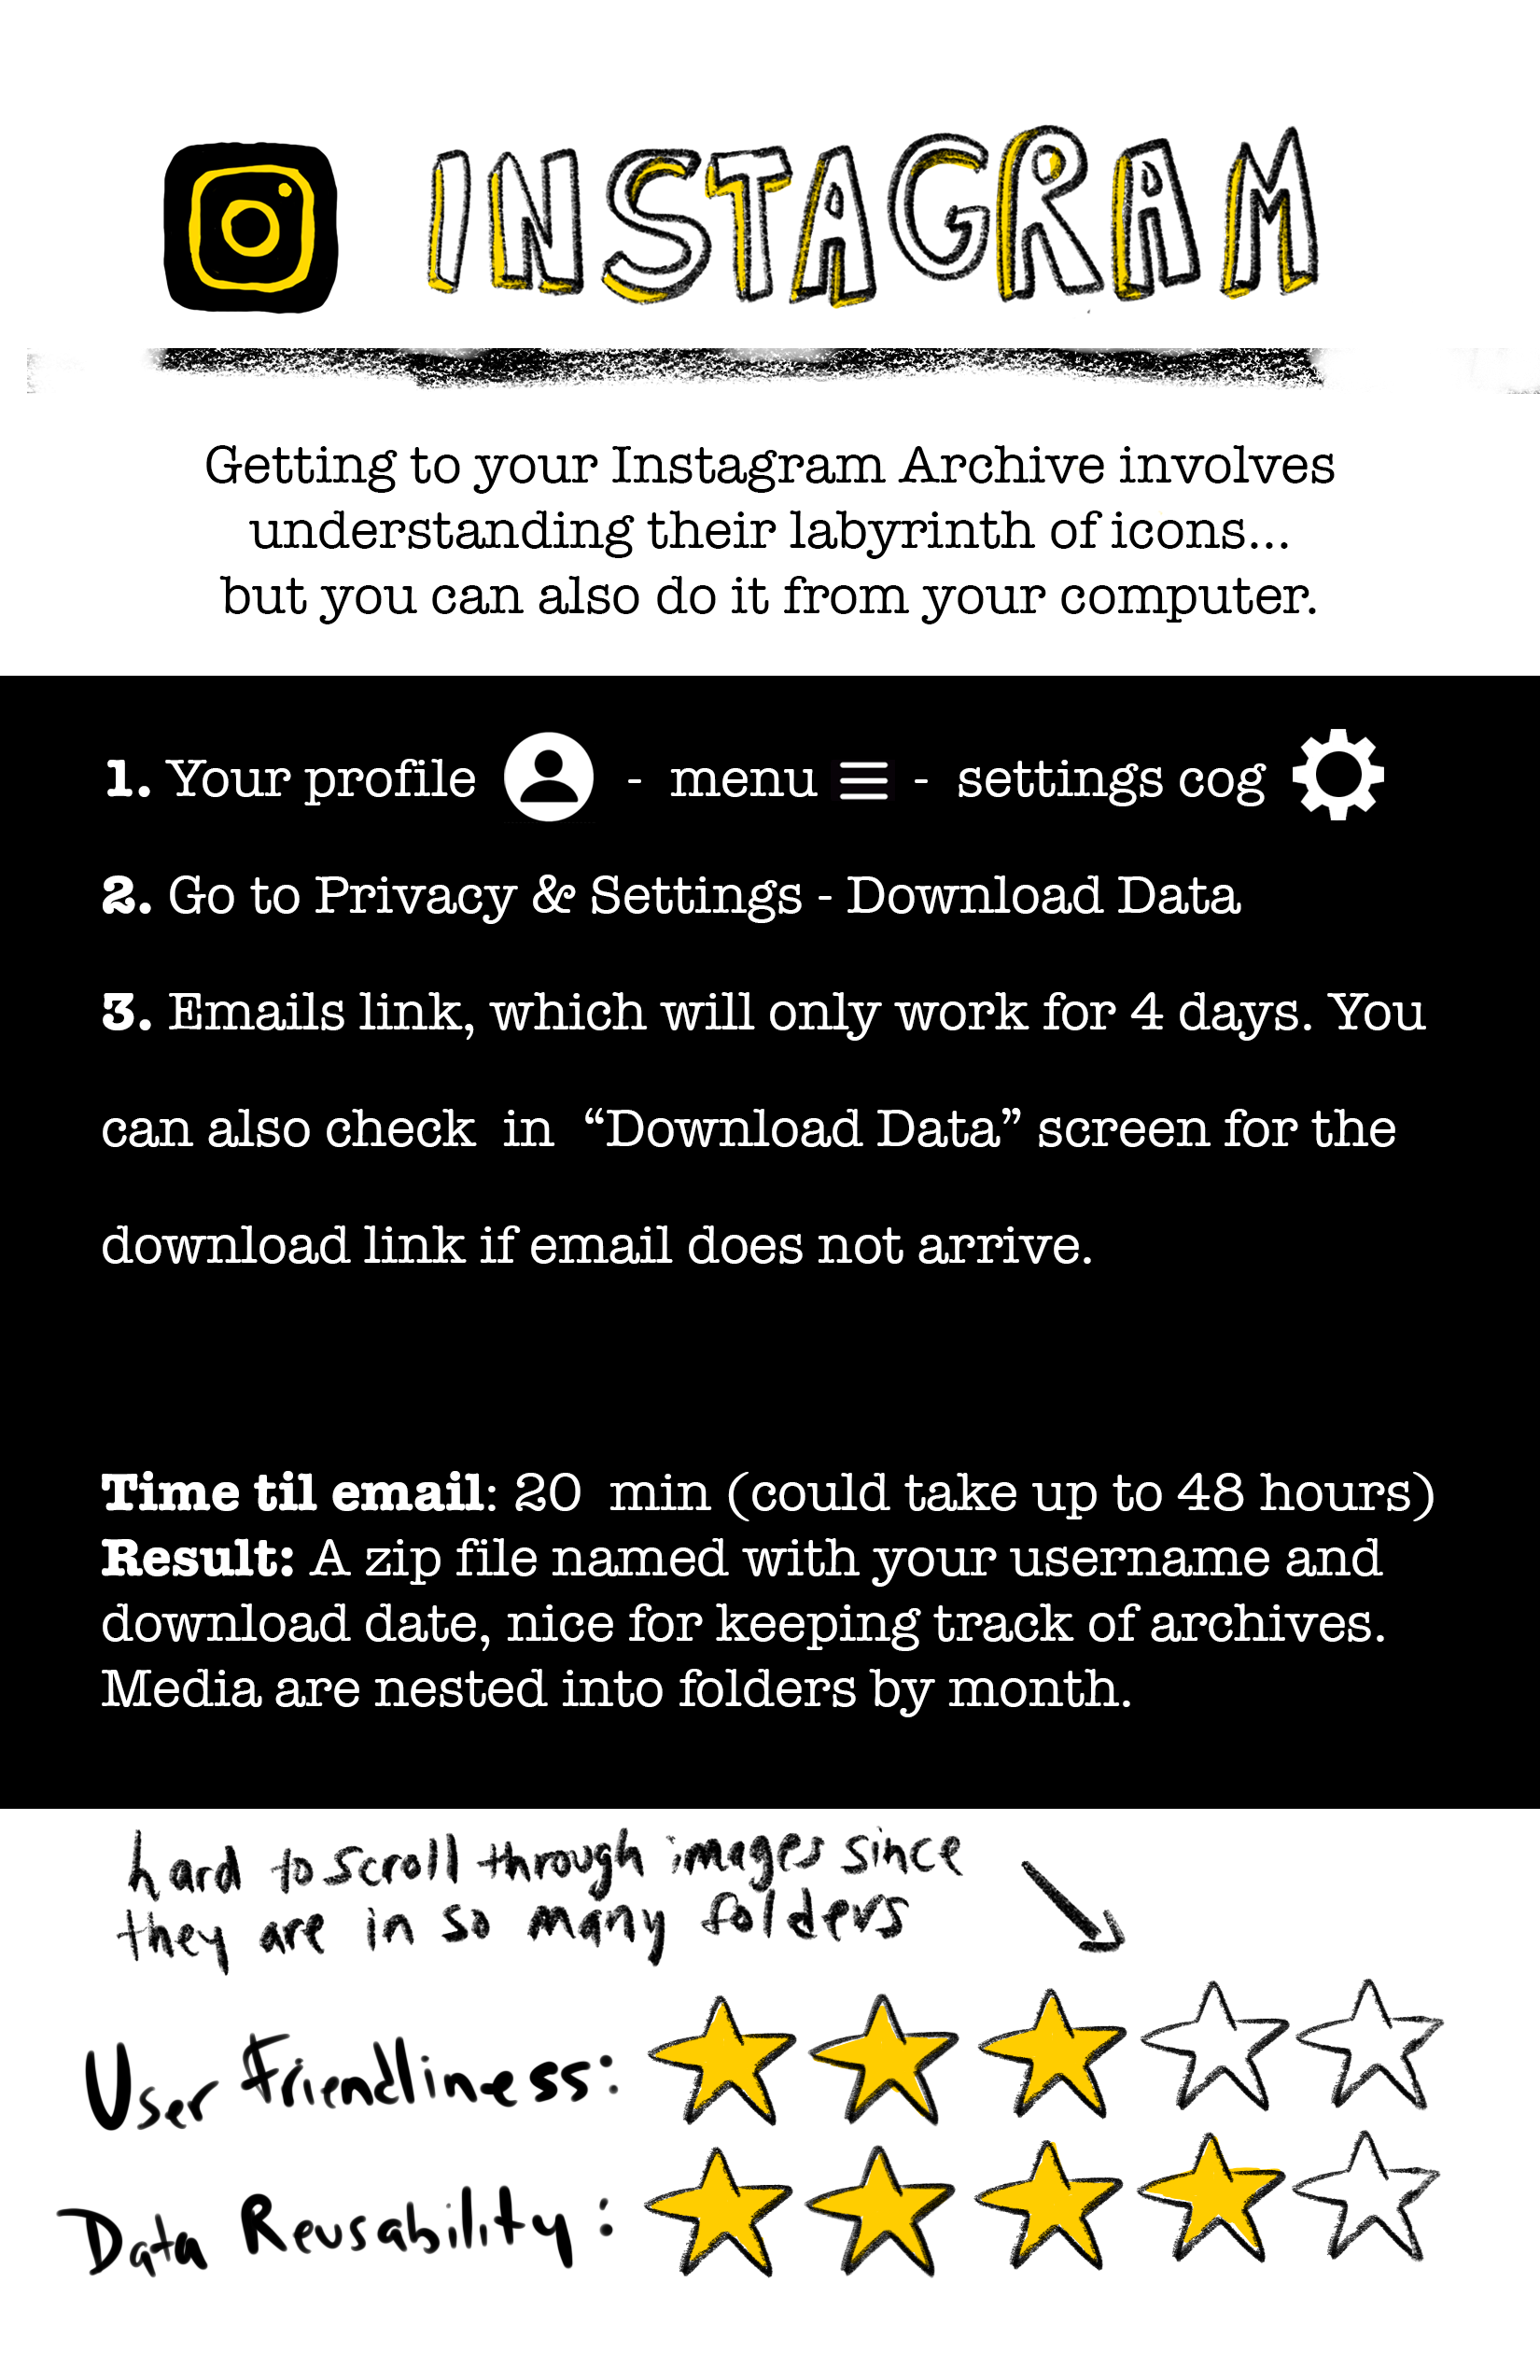 INSTAGRAM
Getting to your Instagram Archive involves
understanding their labyrinth of icons...
but you can also do it from your computer.
1. Your profile - menu - settings cog
2. Go to Privacy & Settings - Download Data
3. Emails link, which will only work for 4 days. You
can also check in “Download Data” screen for the
download link if email does not arrive.
Time til email: 20 min (could take up to 48 hours)
Result: A zip file named with your username and
download date, nice for keeping track of archives.
Media are nested into folders by month.
hard to scroll through images since
they are in so many folders
User Friendliness:
Data Reusability: